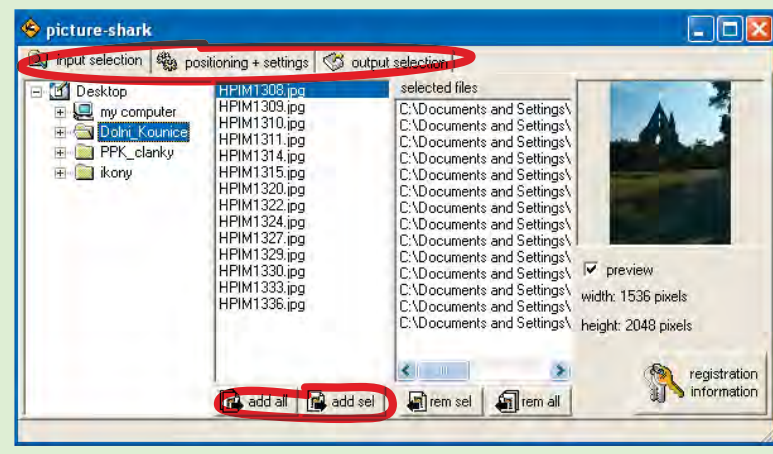 picture-shark
input selection
positioning + settings
output selection
Desktop
my computer
Dolni_Kounice
PPK_clanky
ikony
HPIM1308.jpg
HPIM1309.jpg
HPIM1310.jpg
HPIM1311.jpg
HPIM1314.jpg
HPIM1315.jpg
HPIM1320.jpg
HPIM1322.jpg
HPIM1324.jpg
HPIM1327.jpg
HPIM1329.jpg
HPIM1330.jpg
HPIM1333.jpg
HPIM1336.jpg
selected files
C:\Documents and Settings\
C:\Documents and Settings\
C:\Documents and Settings\
C:\Documents and Settings\
C:\Documents and Settings\
C:\Documents and Settings\
C:\Documents and Settings\
C:\Documents and Settings\
C:\Documents and Settings\
C:\Documents and Settings\
C:\Documents and Settings\
C:\Documents and Settings\
C:\Documents and Settings\
C:\Documents and Settings\
preview
width: 1536 pixels
height: 2048 pixels
add all
add sel
rem sel
rem all
registration
information